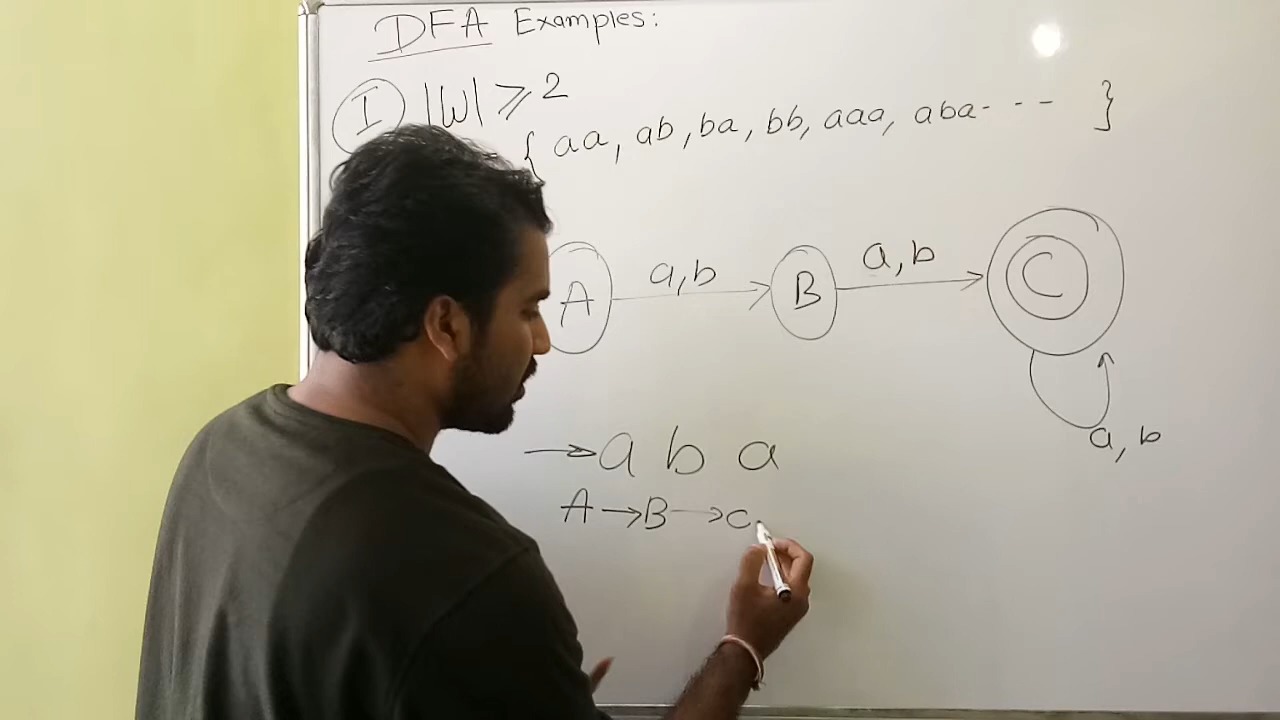 DFA Examples:
I |W| ⩾ 2
{ aa, ab, ba, bb, aaa, aba - - - - }
A a,b B a,b C
a, b
→ a b a
A → B → C